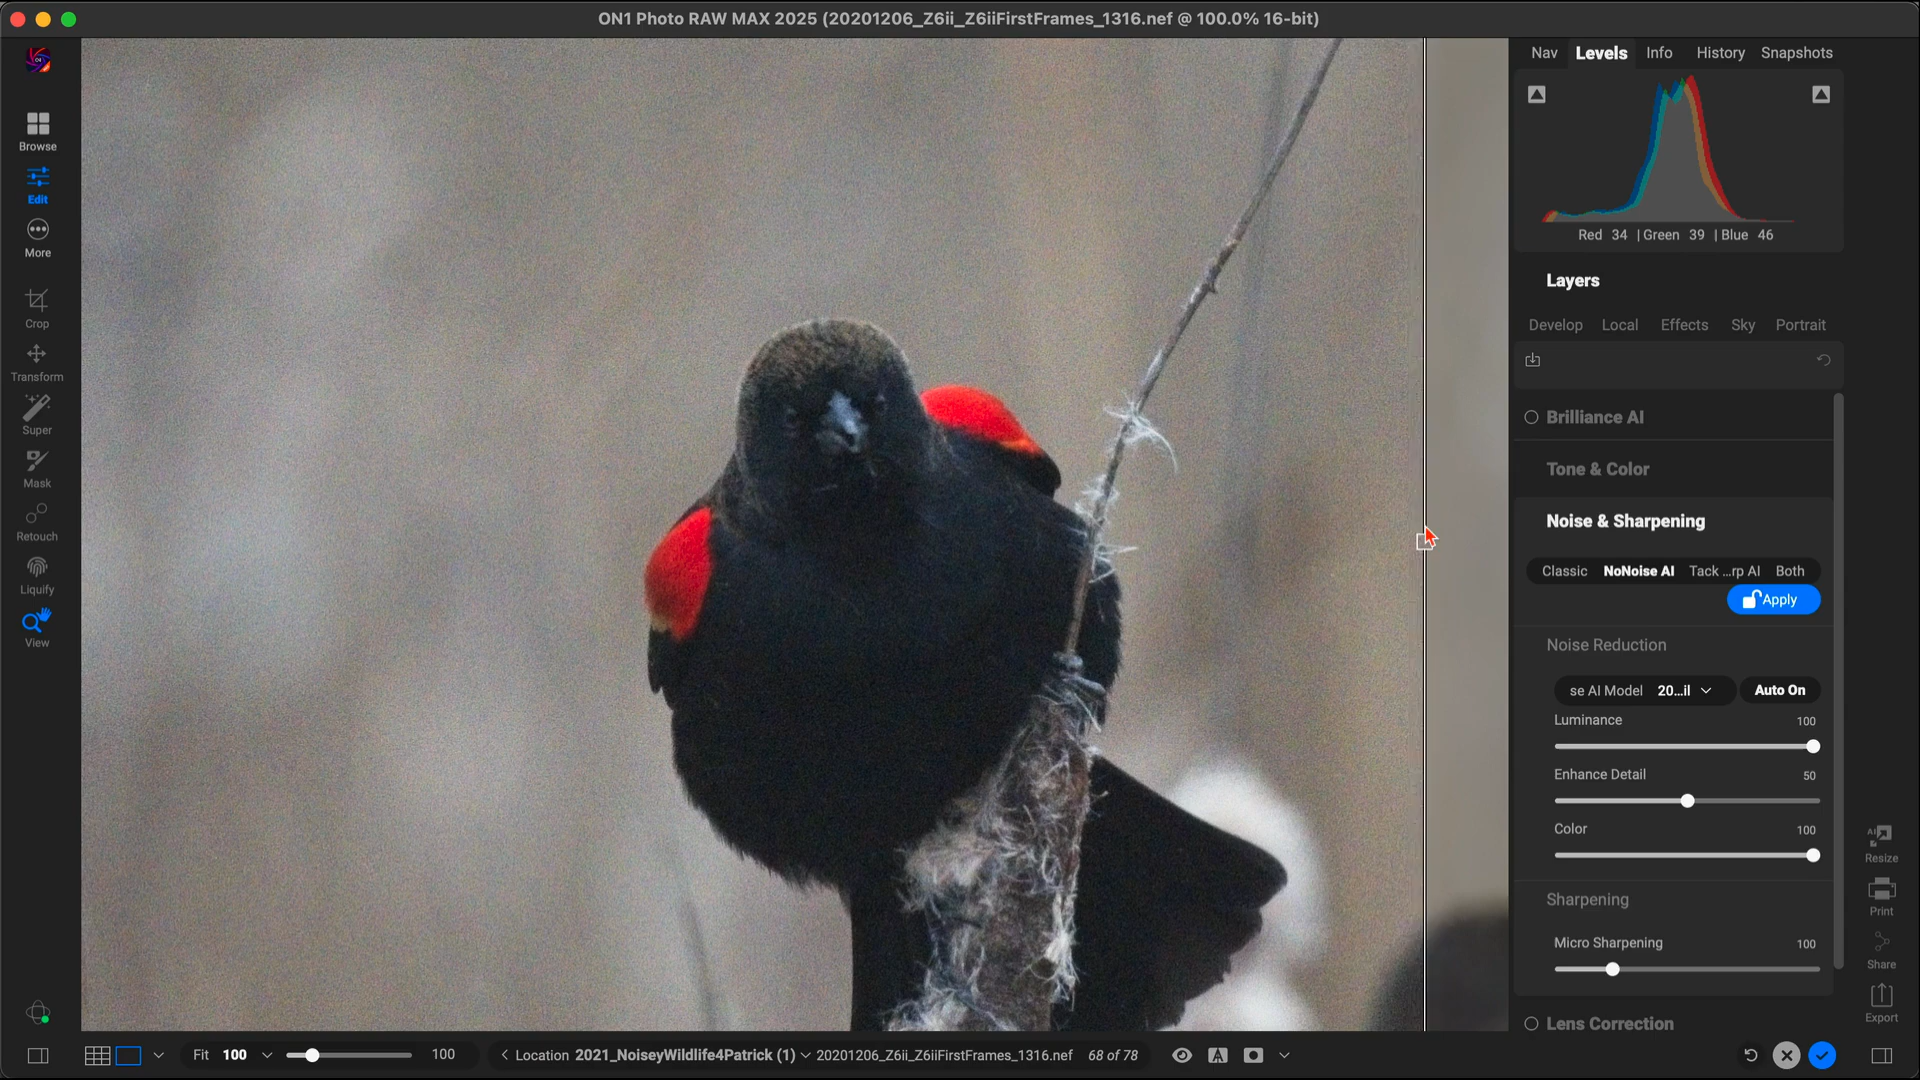 ON1 Photo RAW MAX 2025 (20201206_Z6ii_Z6iiFirstFrames_1316.nef @ 100.0% 16-bit)
Browse
Edit
More
Crop
Transform
Super
Mask
Retouch
Liquify
View
Nav Levels Info History Snapshots
Red 34 | Green 39 | Blue 46
Layers
Develop Local Effects Sky Portrait
Brilliance AI
Tone & Color
Noise & Sharpening
Classic NoNoise AI Tack ...rp AI Both
Apply
Noise Reduction
se AI Model 20...il Auto On
Luminance 100
Enhance Detail 50
Color 100
Sharpening
Micro Sharpening 100
Lens Correction
AI
Resize
Print
Share
Export
Fit 100 100 < Location 2021_NoiseyWildlife4Patrick (1) 20201206_Z6ii_Z6iiFirstFrames_1316.nef 68 of 78 A